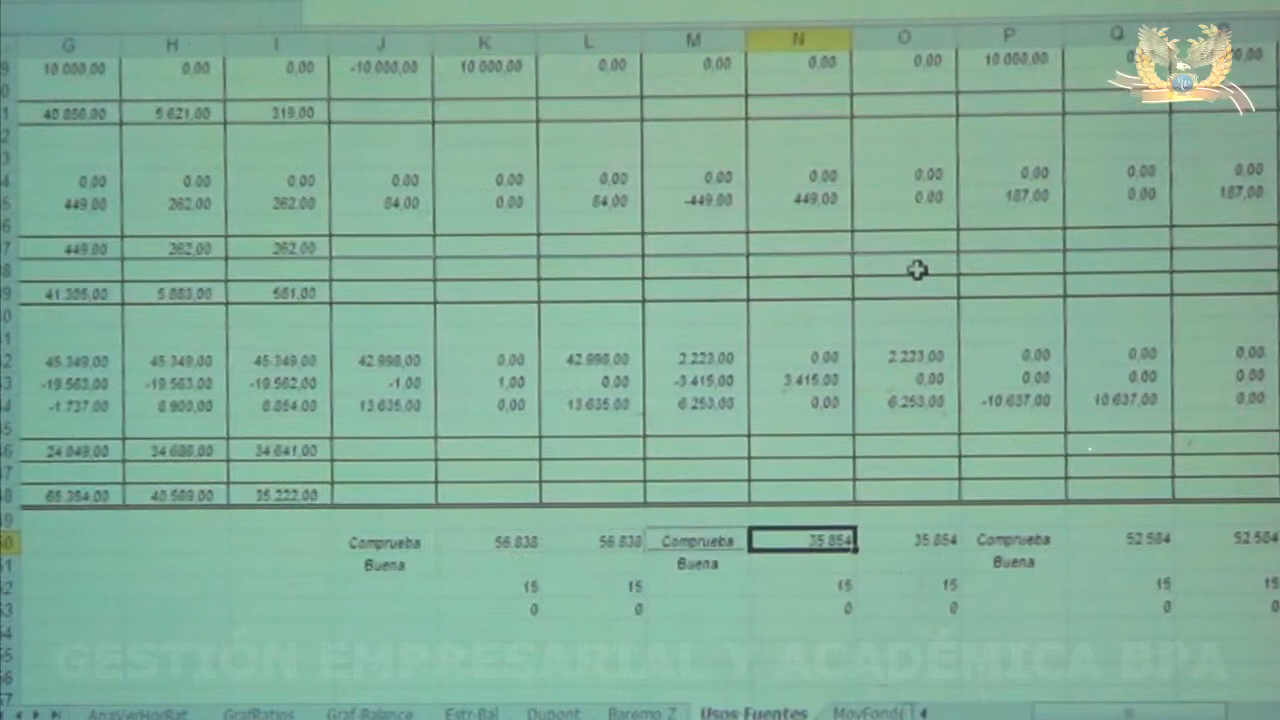 G H I J K L M N O P Q
9 10.000,00 0,00 0,00 -10.000,00 10.000,00 0,00 0,00 0,00 0,00 10.000,00
40.856,00 5.621,00 319,00
0,00 0,00 0,00 0,00 0,00 0,00 0,00 0,00 0,00 0,00 0,00 0,00
449,00 262,00 262,00 84,00 0,00 84,00 -449,00 449,00 0,00 187,00 0,00 187,00
449,00 262,00 262,00
41.305,00 5.883,00 581,00
45.349,00 45.349,00 45.349,00 42.998,00 0,00 42.998,00 2.223,00 0,00 2.223,00 0,00 0,00 0,00
-19.563,00 -19.563,00 -19.562,00 -1,00 1,00 0,00 -3.415,00 3.415,00 0,00 0,00 0,00 0,00
-1.737,00 8.900,00 8.854,00 13.635,00 0,00 13.635,00 6.253,00 0,00 6.253,00 -10.637,00 10.637,00 0,00
24.049,00 34.686,00 34.641,00
65.354,00 40.569,00 35.222,00
Comprueba 56.838 56.838 Comprueba 35.854 35.854 Comprueba 52.584 52.584
Buena Buena Buena
15 15 15 15 15 15
0 0 0 0 0 0
GESTIÓN EMPRESARIAL Y ACADÉMICA BPA
AnaVerHorRat GrafRatios Graf-Balance Estr-Bal Dupont Baremo Z Usos Fuentes MovFond